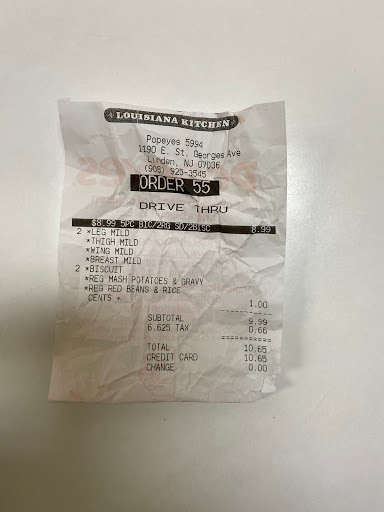 LOUISIANA KITCHEN
Popeyes 5994
1190 E. St. Georges Ave
Linden, NJ 07036
(908) 925-3545
ORDER 55
DRIVE THRU
$8.99 5PC BIC/2RG SD/2BISC 8.99
2 *LEG MILD
*THIGH MILD
*WING MILD
*BREAST MILD
2 *BISCUIT
*REG MASH POTATOES & GRAVY
*REG RED BEANS & RICE
CENTS + 1.00
SUBTOTAL 9.99
6.625 TAX 0.66
TOTAL 10.65
CREDIT CARD 10.65
CHANGE 0.00